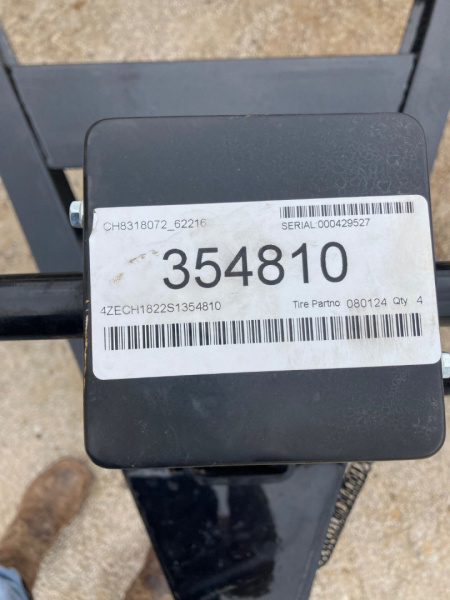 CH8318072_62216
SERIAL:000429527
354810
4ZECH1822S1354810 Tire Partno 080124 Qty 4